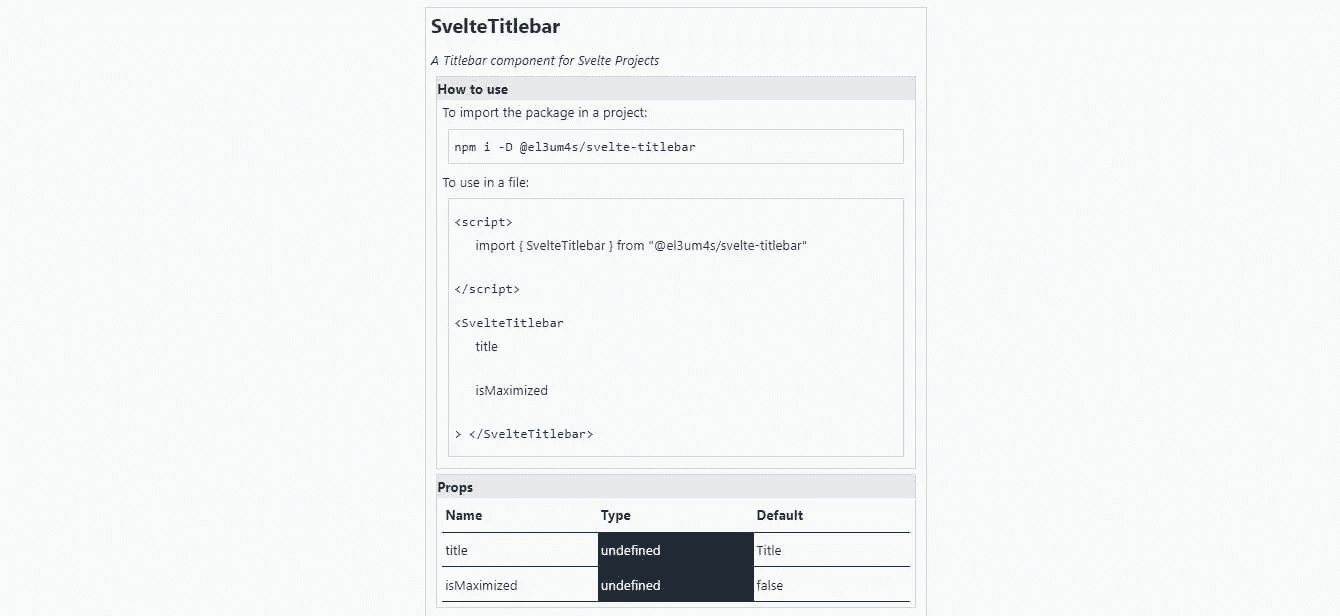 SvelteTitlebar
A Titlebar component for Svelte Projects
How to use
To import the package in a project:
npm i -D @el3um4s/svelte-titlebar
To use in a file:
<script>
import { SvelteTitlebar } from "@el3um4s/svelte-titlebar"
</script>
<SvelteTitlebar
title
isMaximized
> </SvelteTitlebar>
Props
Name Type Default
title undefined Title
isMaximized undefined false